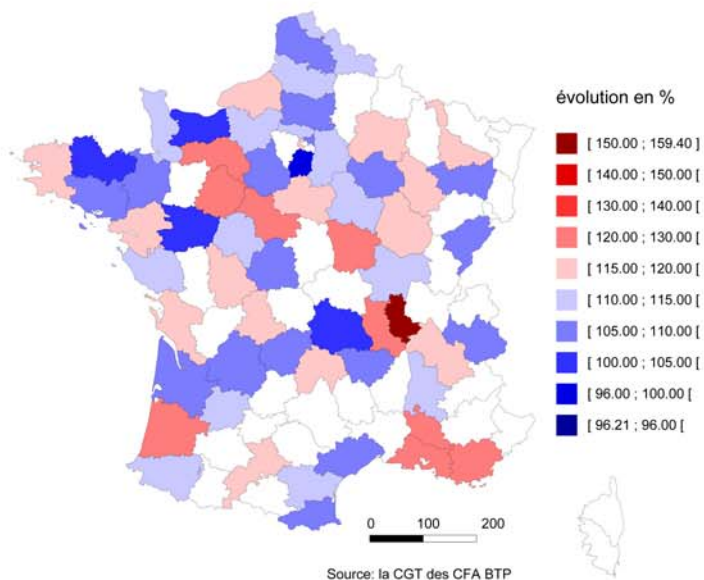 évolution en %
[ 150.00 ; 159.40 [
[ 140.00 ; 150.00 [
[ 130.00 ; 140.00 [
[ 120.00 ; 130.00 [
[ 115.00 ; 120.00 [
[ 110.00 ; 115.00 [
[ 105.00 ; 110.00 [
[ 100.00 ; 105.00 [
[ 96.00 ; 100.00 [
[ 96.21 ; 96.00 [
0 100 200
Source: la CGT des CFA BTP